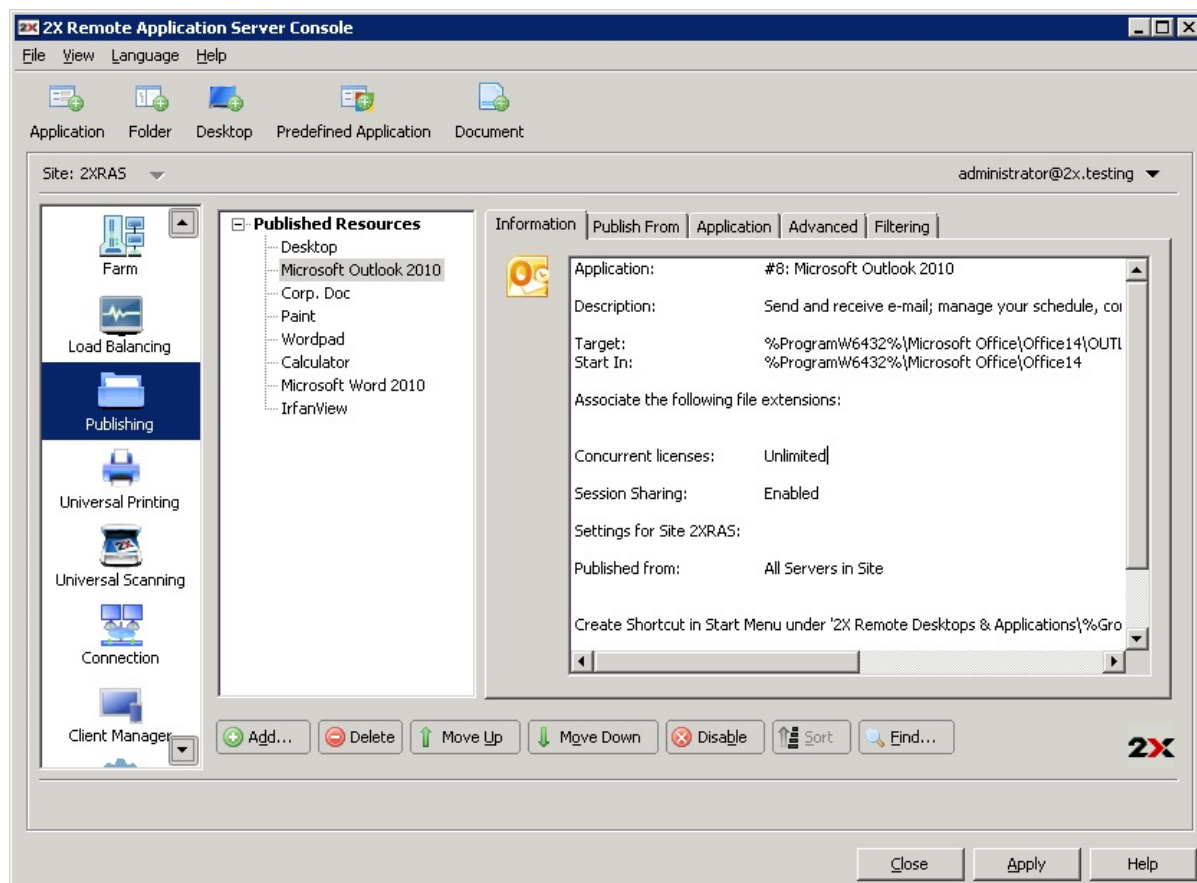 2X 2X Remote Application Server Console
File View Language Help
Application Folder Desktop Predefined Application Document
Site: 2XRAS administrator@2x.testing
Farm
Load Balancing
Publishing
Universal Printing
2X
Universal Scanning
Connection
Client Manager
Published Resources
Desktop
Microsoft Outlook 2010
Corp. Doc
Paint
Wordpad
Calculator
Microsoft Word 2010
IrfanView
Information Publish From Application Advanced Filtering
Application: #8: Microsoft Outlook 2010
Description: Send and receive e-mail; manage your schedule, co
Target: %ProgramW6432%\Microsoft Office\Office14\OUTL
Start In: %ProgramW6432%\Microsoft Office\Office14
Associate the following file extensions:
Concurrent licenses: Unlimited
Session Sharing: Enabled
Settings for Site 2XRAS:
Published from: All Servers in Site
Create Shortcut in Start Menu under '2X Remote Desktops & Applications\%Gro
Add... Delete Move Up Move Down Disable Sort Find...
2X
Close Apply Help